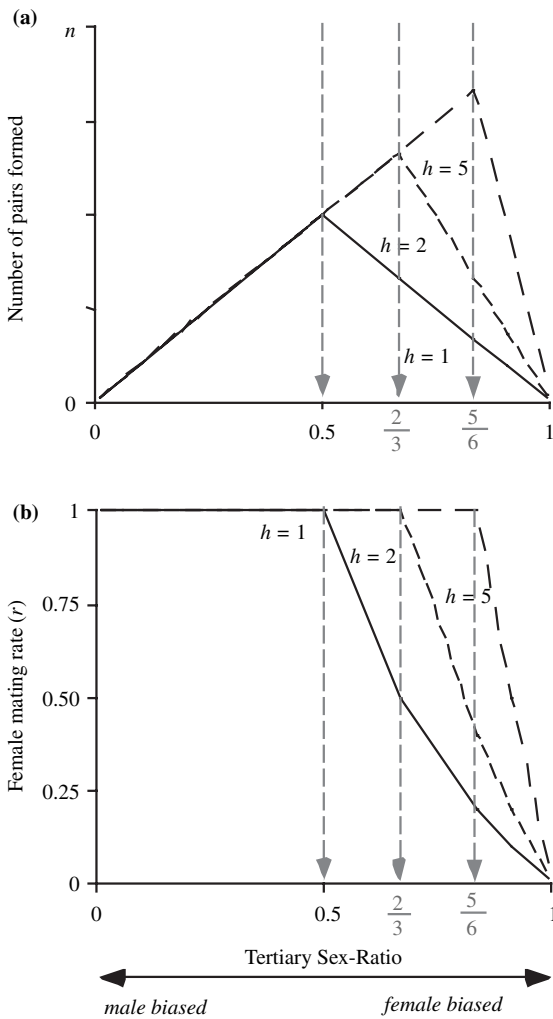 (a)
n
Number of pairs formed
h = 5
h = 2
h = 1
0
0
0.5
2
3
5
6
1
(b)
1
h = 1
h = 2
h = 5
0.75
Female mating rate (r)
0.50
0.25
0
0
0.5
2
3
5
6
1
Tertiary Sex-Ratio
male biased
female biased